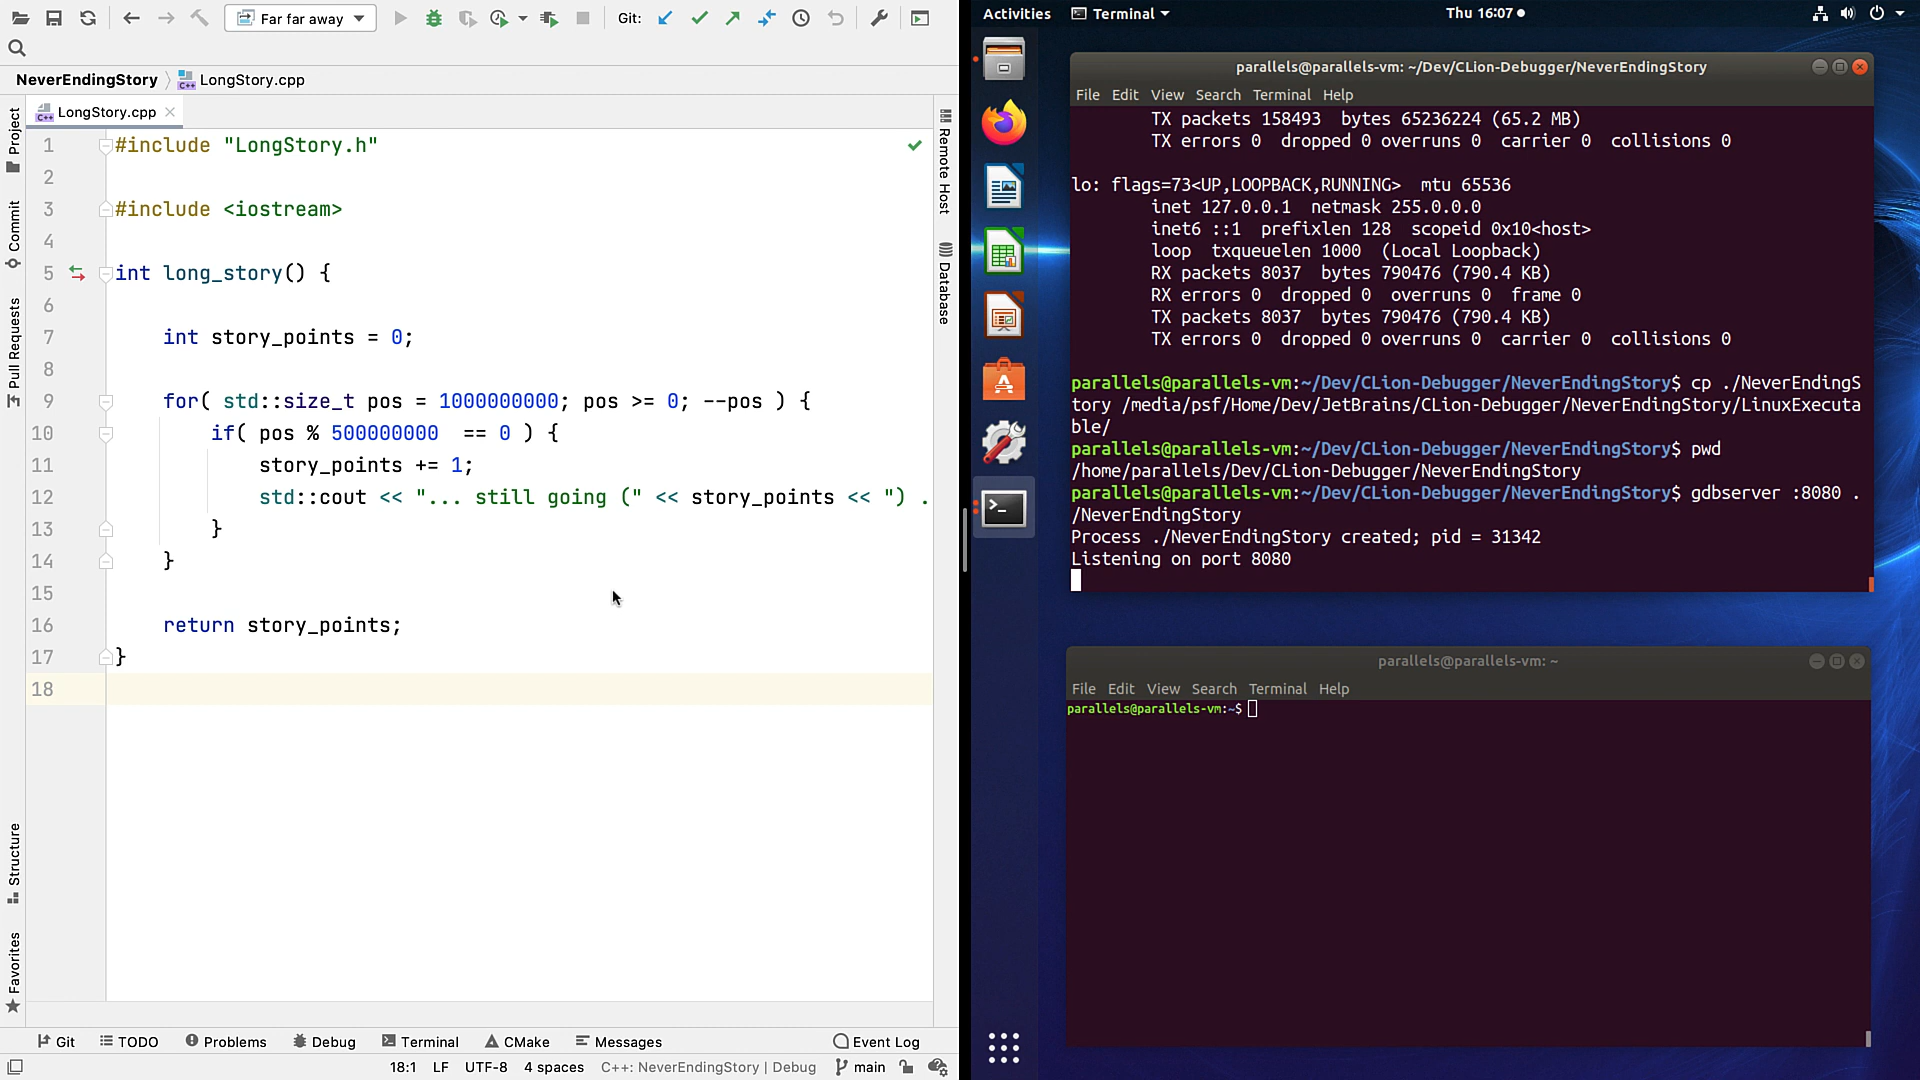 Far far away
Git:
NeverEndingStory
LongStory.cpp
LongStory.cpp
Project
Commit
Pull Requests
Structure
Favorites
Remote Host
Database
1 #include "LongStory.h"
2
3 #include <iostream>
4
5 int long_story() {
6
7 int story_points = 0;
8
9 for( std::size_t pos = 1000000000; pos >= 0; --pos ) {
10 if( pos % 500000000 == 0 ) {
11 story_points += 1;
12 std::cout << "... still going (" << story_points << ") .
13 }
14 }
15
16 return story_points;
17 }
18
Git TODO Problems Debug Terminal CMake Messages Event Log
18:1 LF UTF-8 4 spaces C++: NeverEndingStory | Debug main
Activities Terminal Thu 16:07
parallels@parallels-vm: ~/Dev/CLion-Debugger/NeverEndingStory
File Edit View Search Terminal Help
TX packets 158493 bytes 65236224 (65.2 MB)
TX errors 0 dropped 0 overruns 0 carrier 0 collisions 0
lo: flags=73<UP,LOOPBACK,RUNNING> mtu 65536
inet 127.0.0.1 netmask 255.0.0.0
inet6 ::1 prefixlen 128 scopeid 0x10<host>
loop txqueuelen 1000 (Local Loopback)
RX packets 8037 bytes 790476 (790.4 KB)
RX errors 0 dropped 0 overruns 0 frame 0
TX packets 8037 bytes 790476 (790.4 KB)
TX errors 0 dropped 0 overruns 0 carrier 0 collisions 0
parallels@parallels-vm:~/Dev/CLion-Debugger/NeverEndingStory$ cp ./NeverEndingS
tory /media/psf/Home/Dev/JetBrains/CLion-Debugger/NeverEndingStory/LinuxExecuta
ble/
parallels@parallels-vm:~/Dev/CLion-Debugger/NeverEndingStory$ pwd
/home/parallels/Dev/CLion-Debugger/NeverEndingStory
parallels@parallels-vm:~/Dev/CLion-Debugger/NeverEndingStory$ gdbserver :8080 .
/NeverEndingStory
Process ./NeverEndingStory created; pid = 31342
Listening on port 8080
parallels@parallels-vm: ~
File Edit View Search Terminal Help
parallels@parallels-vm:~$